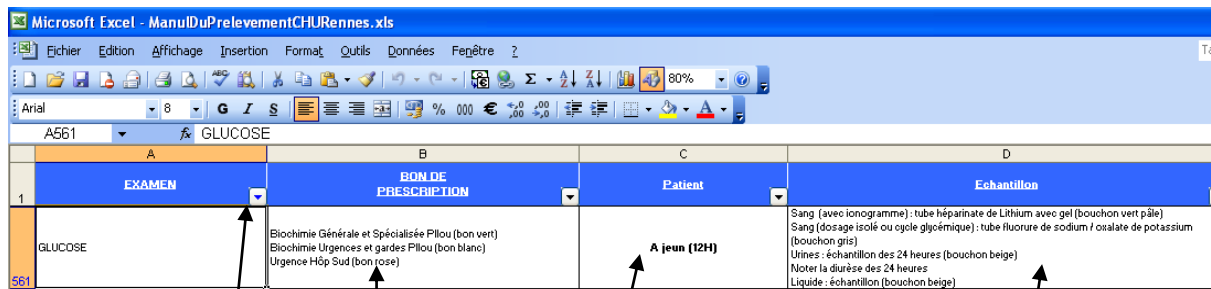 Microsoft Excel - ManulDuPrelevementCHURennes.xls
Fichier Edition Affichage Insertion Format Outils Données Fenêtre ?
Σ 80%
Arial 8 G I S % 000 € A
A561 fx GLUCOSE
A B C D
1 EXAMEN BON DE PRESCRIPTION Patient Echantillon
561 GLUCOSE
Biochimie Générale et Spécialisée Pllou (bon vert)
Biochimie Urgences et gardes Pllou (bon blanc)
Urgence Hôp Sud (bon rose)
A jeun (12H)
Sang (avec ionogramme) : tube héparinate de Lithium avec gel (bouchon vert pâle)
Sang (dosage isolé ou cycle glycémique) : tube fluorure de sodium / oxalate de potassium
(bouchon gris)
Urines : échantillon des 24 heures (bouchon beige)
Noter la diurèse des 24 heures
Liquide : échantillon (bouchon beige)